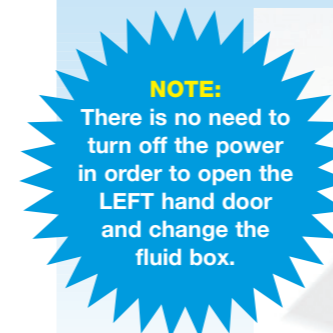 NOTE:
There is no need to
turn off the power
in order to open the
LEFT hand door
and change the
fluid box.